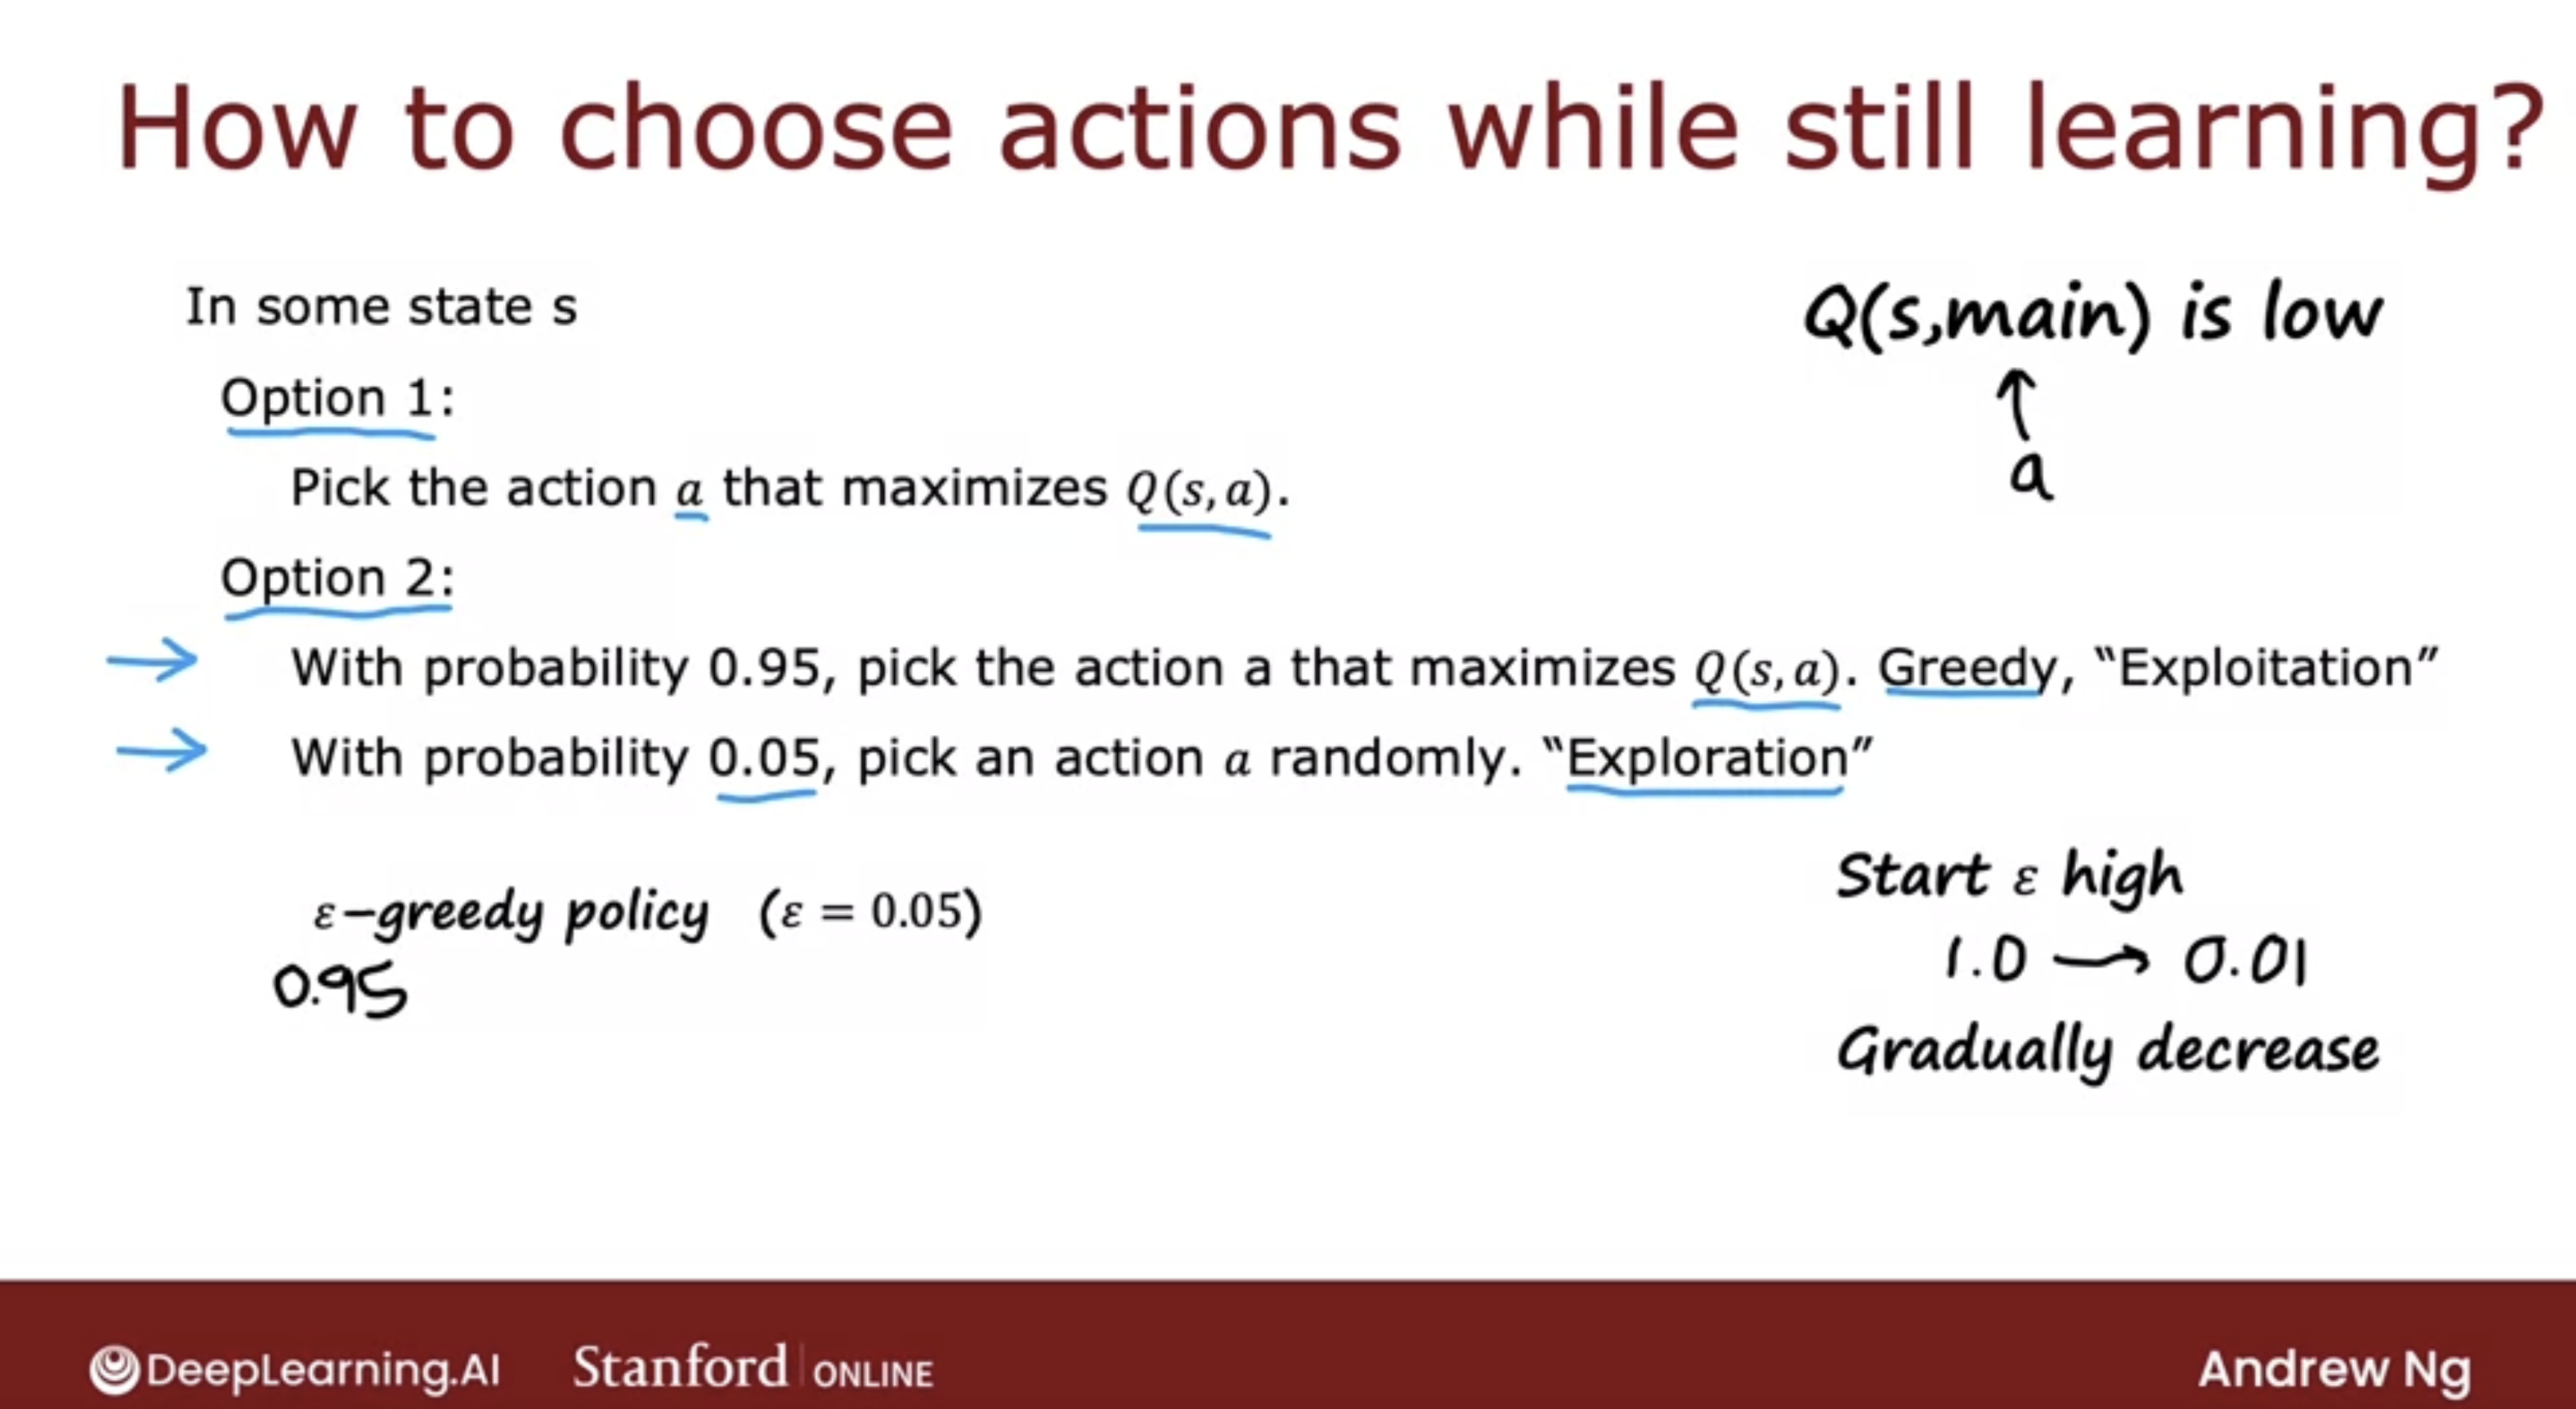 How to choose actions while still learning?
In some state s
Option 1:
Pick the action a that maximizes Q(s, a).
Option 2:
With probability 0.95, pick the action a that maximizes Q(s, a). Greedy, “Exploitation”
With probability 0.05, pick an action a randomly. “Exploration”
ε-greedy policy (ε = 0.05)
0.95
Q(s,main) is low
↑
a
Start ε high
1.0 → 0.01
Gradually decrease
DeepLearning.AI Stanford | ONLINE Andrew Ng